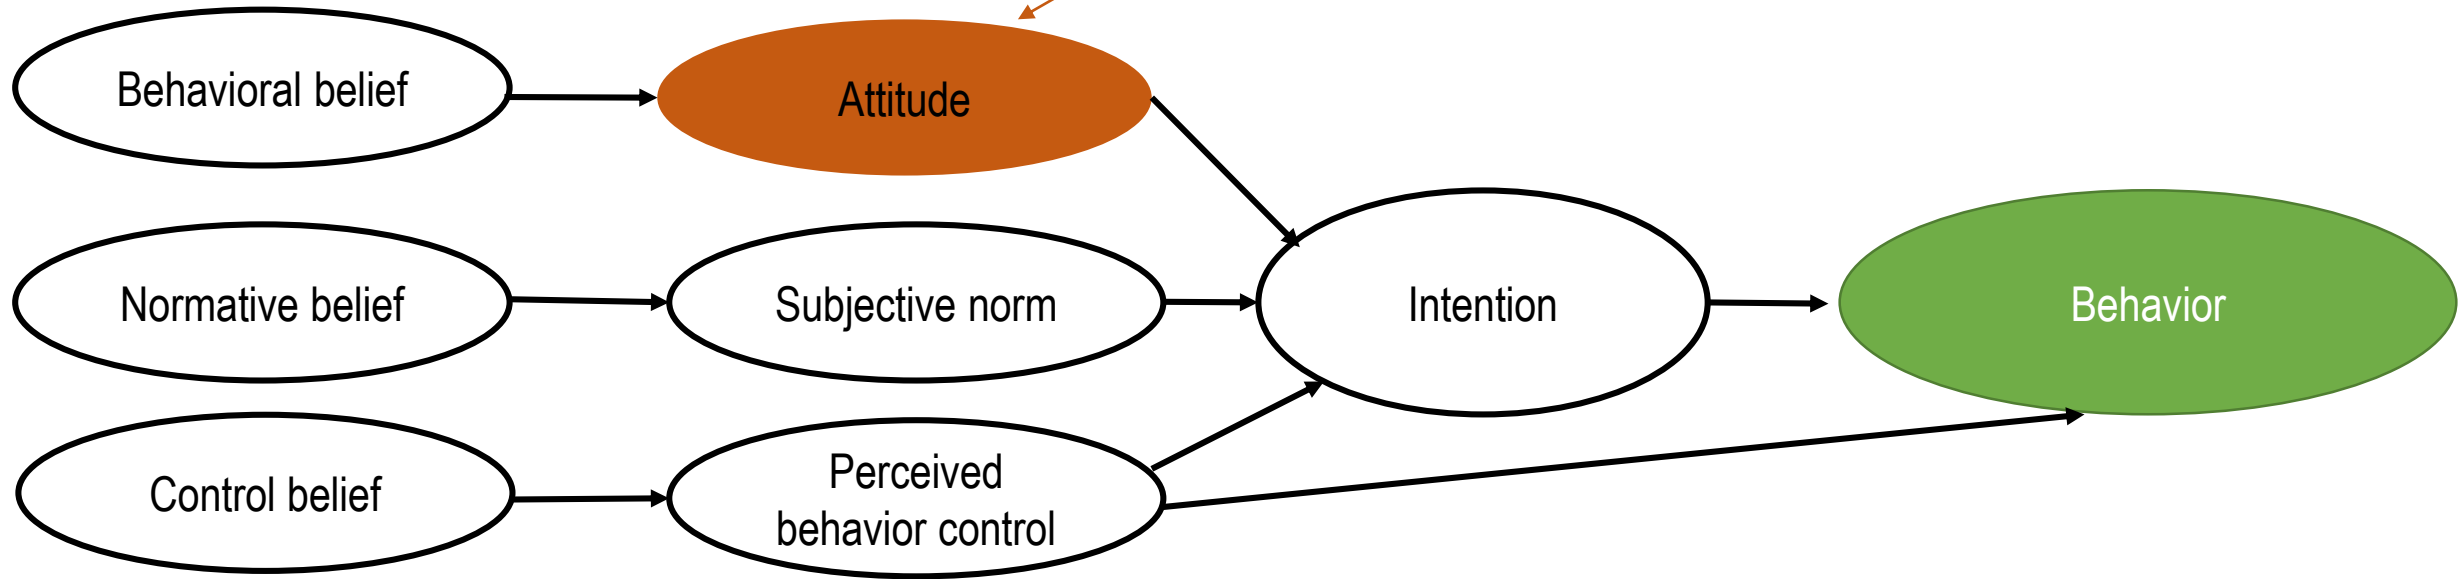 Behavioral belief
Attitude
Normative belief
Subjective norm
Intention
Behavior
Control belief
Perceived
behavior control